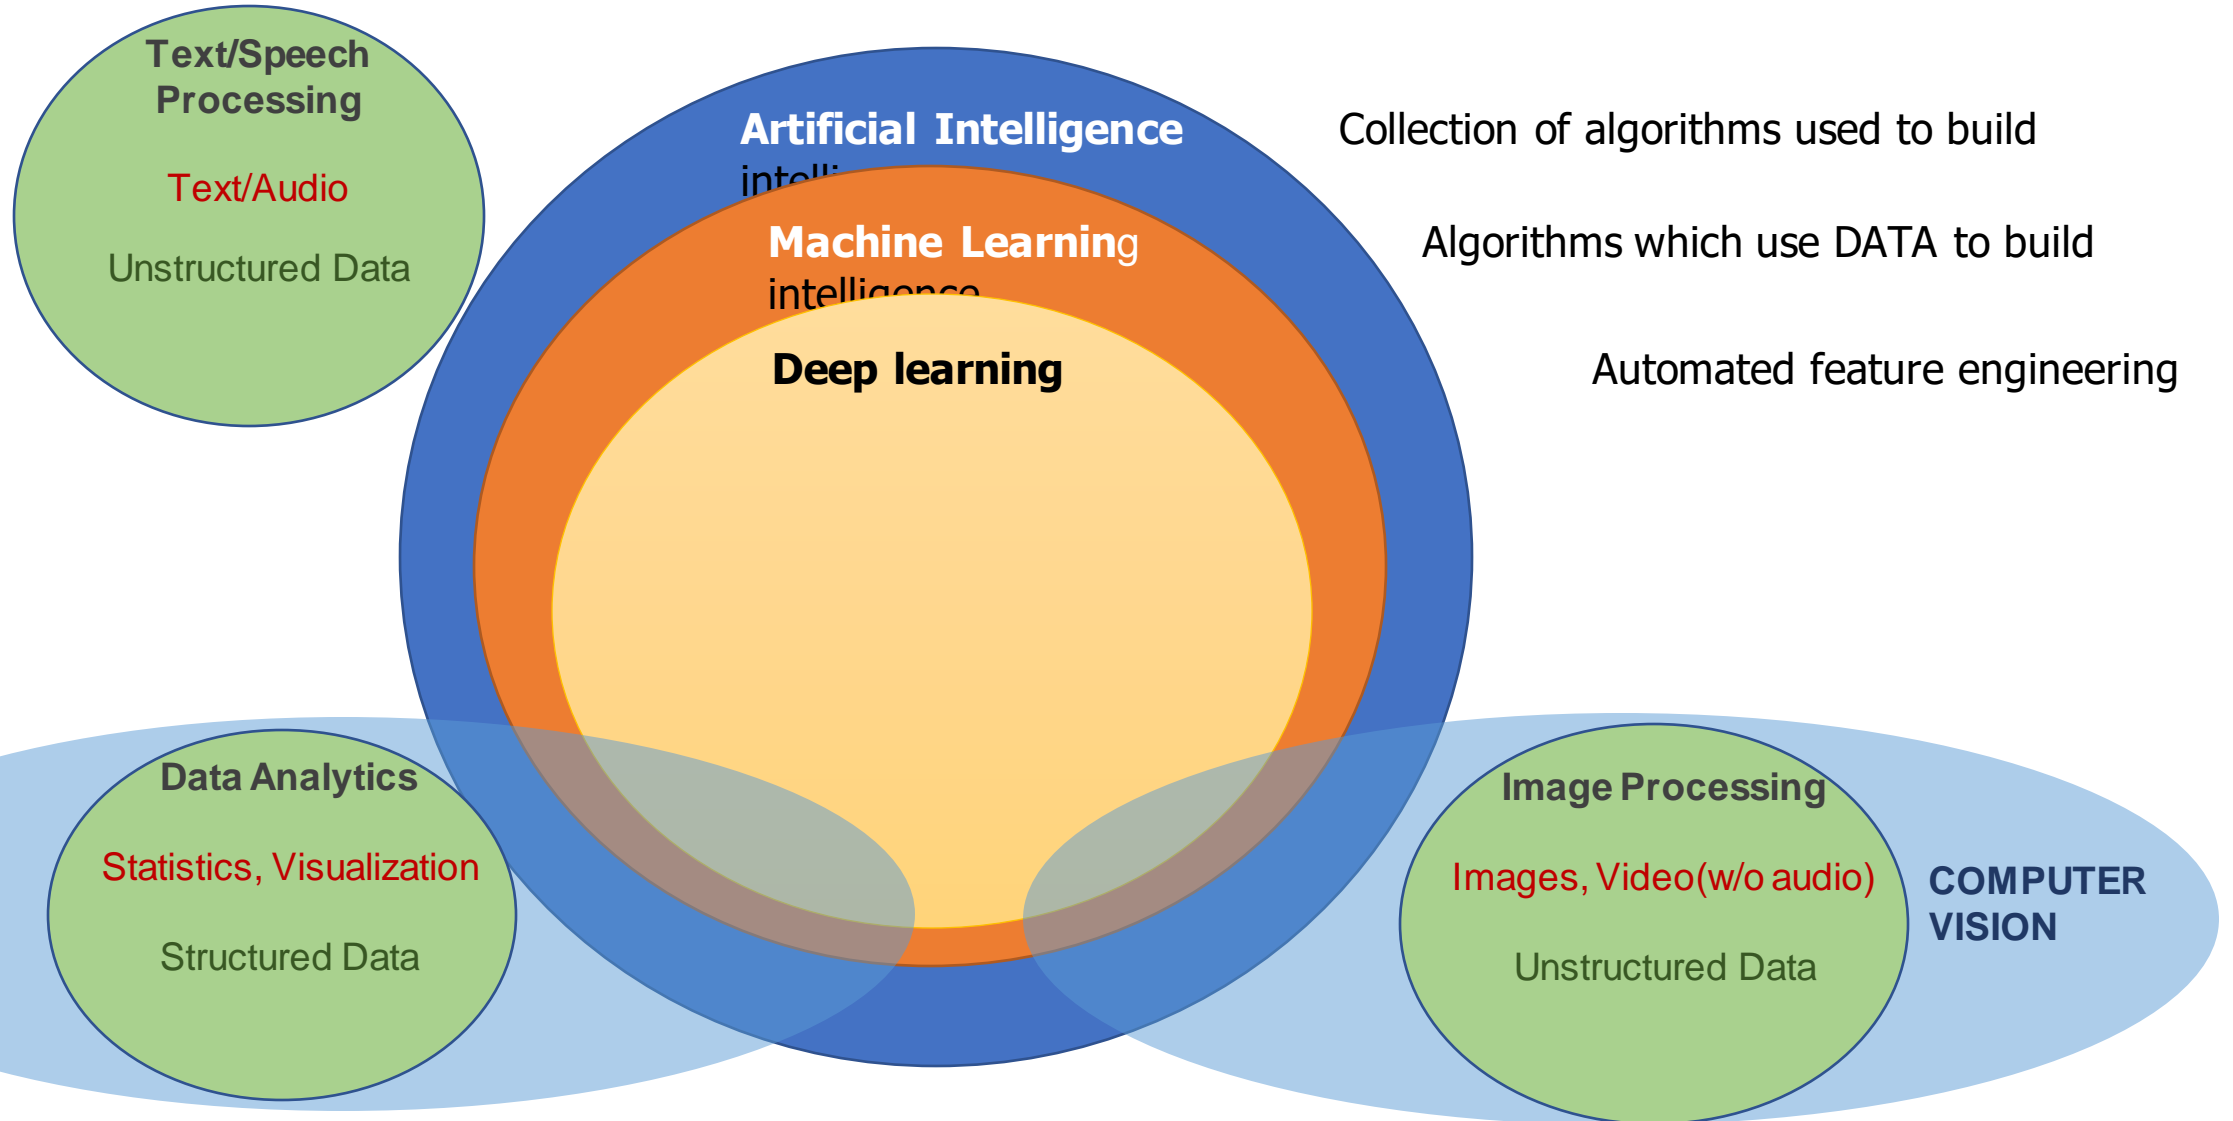 Text/Speech
Processing
Text/Audio
Unstructured Data
Artificial Intelligence Collection of algorithms used to build
Machine Learning Algorithms which use DATA to build
intelligence
Deep learning Automated feature engineering
Data Analytics
Statistics, Visualization
Structured Data
Image Processing
Images, Video(w/o audio)
Unstructured Data
COMPUTER
VISION